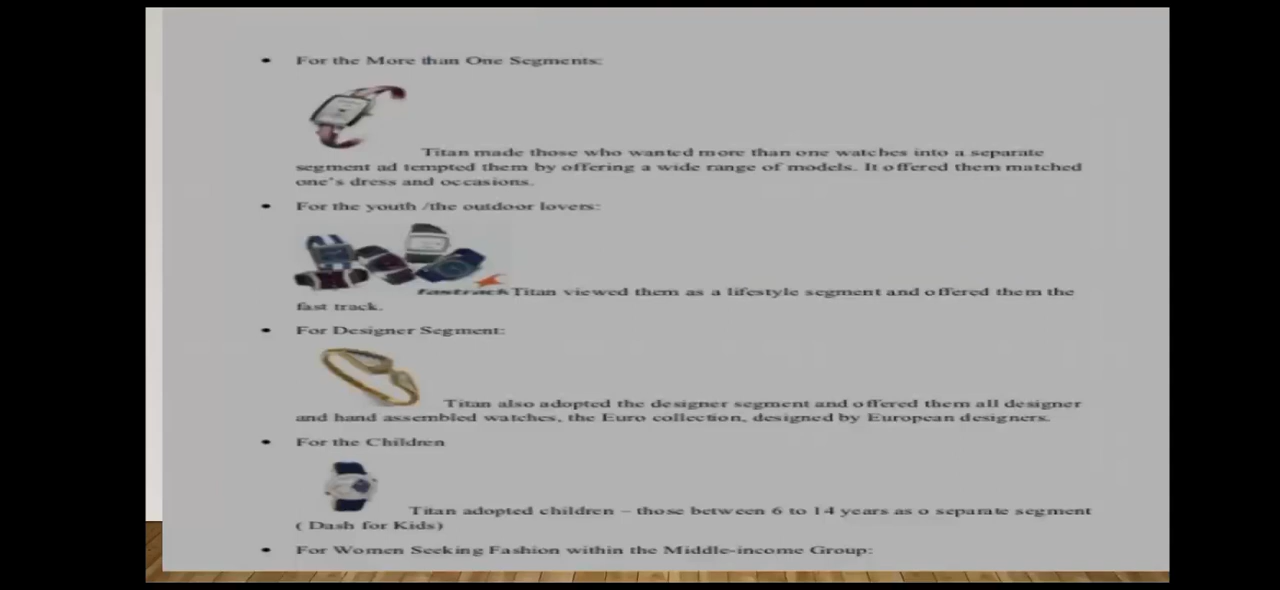 For the More than One Segments:
Titan made those who wanted more than one watches into a separate
segment ad tempted them by offering a wide range of models. It offered them matched
one's dress and occasions.
For the youth /the outdoor lovers:
fastrack Titan viewed them as a lifestyle segment and offered them the
fast track.
For Designer Segment:
Titan also adopted the designer segment and offered them all designer
and hand assembled watches, the Euro collection, designed by European designers.
For the Children
Titan adopted children – those between 6 to 14 years as o separate segment
( Dash for Kids)
For Women Seeking Fashion within the Middle-income Group: